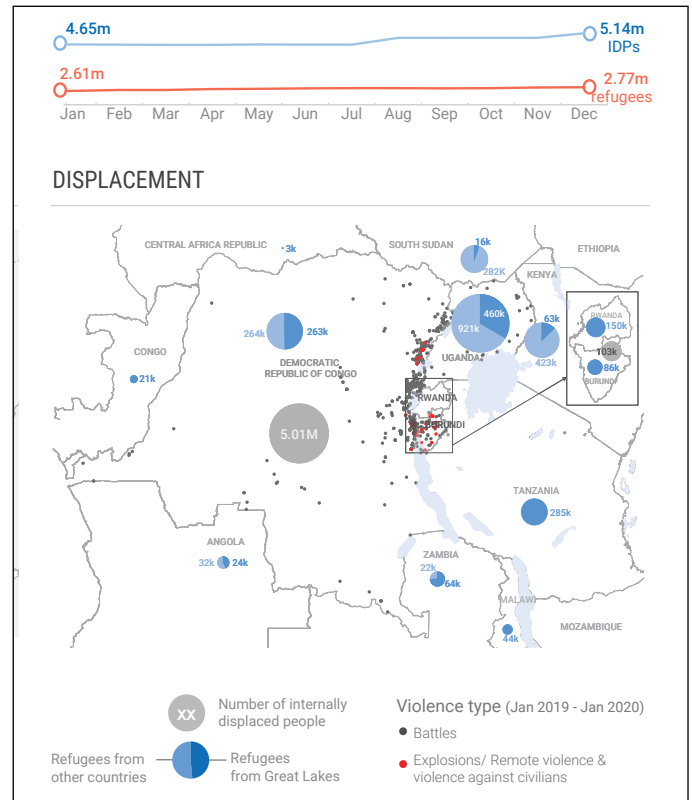 4.65m
5.14m
IDPs
2.61m
2.77m
refugees
Jan Feb Mar Apr May Jun Jul Aug Sep Oct Nov Dec
DISPLACEMENT
CENTRAL AFRICA REPUBLIC
3k
SOUTH SUDAN
16k
282K
ETHIOPIA
KENYA
264k
263k
460k
921k
63k
423k
UGANDA
RWANDA
150k
103k
86k
BURUNDI
CONGO
21k
DEMOCRATIC
REPUBLIC OF CONGO
RWANDA
BURUNDI
5.01M
TANZANIA
285k
ANGOLA
32k
24k
ZAMBIA
22k
64k
MALAWI
44k
MOZAMBIQUE
XX
Number of internally
displaced people
Refugees from
other countries
Refugees
from Great Lakes
Violence type (Jan 2019 - Jan 2020)
Battles
Explosions/ Remote violence &
violence against civilians